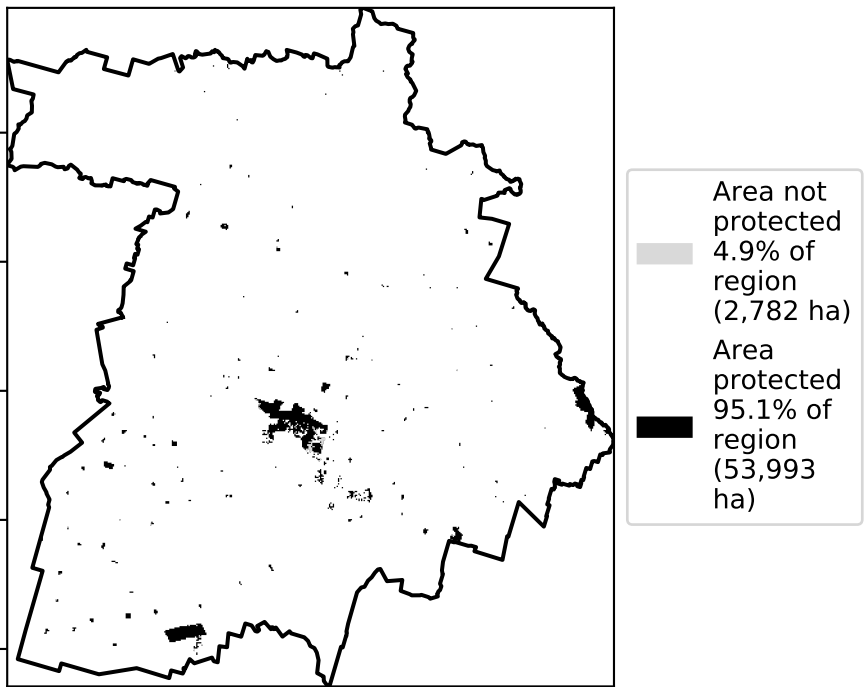 Area not
protected
4.9% of
region
(2,782 ha)
Area
protected
95.1% of
region
(53,993
ha)